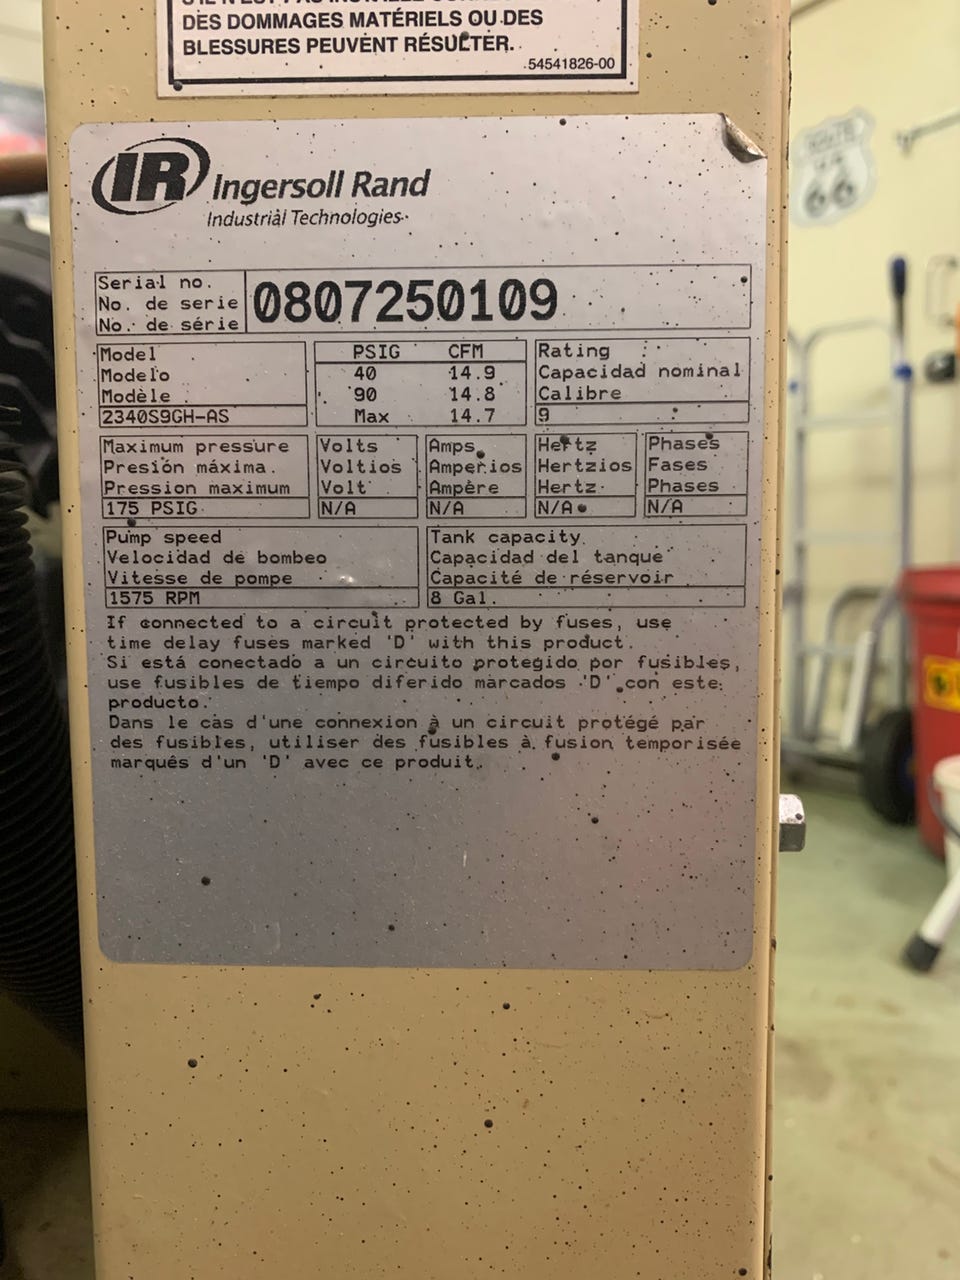 DES DOMMAGES MATÉRIELS OU DES
BLESSURES PEUVENT RÉSULTER.
54541826-00
IR Ingersoll Rand
Industrial Technologies
Serial no.
No. de serie
No. de série
0807250109
Model
Modelo
Modèle
2340S9GH-AS
PSIG CFM
40 14.9
90 14.8
Max 14.7
Rating
Capacidad nominal
Calibre
9
Maximum pressure
Presión máxima.
Pression maximum
175 PSIG
Volts
Voltios
Volt
N/A
Amps
Amperios
Ampère
N/A
Hertz
Hertzios
Hertz
N/A
Phases
Fases
Phases
N/A
Pump speed
Velocidad de bombeo
Vitesse de pompe
1575 RPM
Tank capacity
Capacidad del tanque
Capacité de réservoir
8 Gal.
If connected to a circuit protected by fuses, use
time delay fuses marked 'D' with this product.
Si está conectado a un circuito protegido por fusibles,
use fusibles de tiempo diferido marcados 'D' con este
producto.
Dans le cas d'une connexion à un circuit protégé par
des fusibles, utiliser des fusibles à fusion temporisée
marqués d'un 'D' avec ce produit.
ROUTE
66